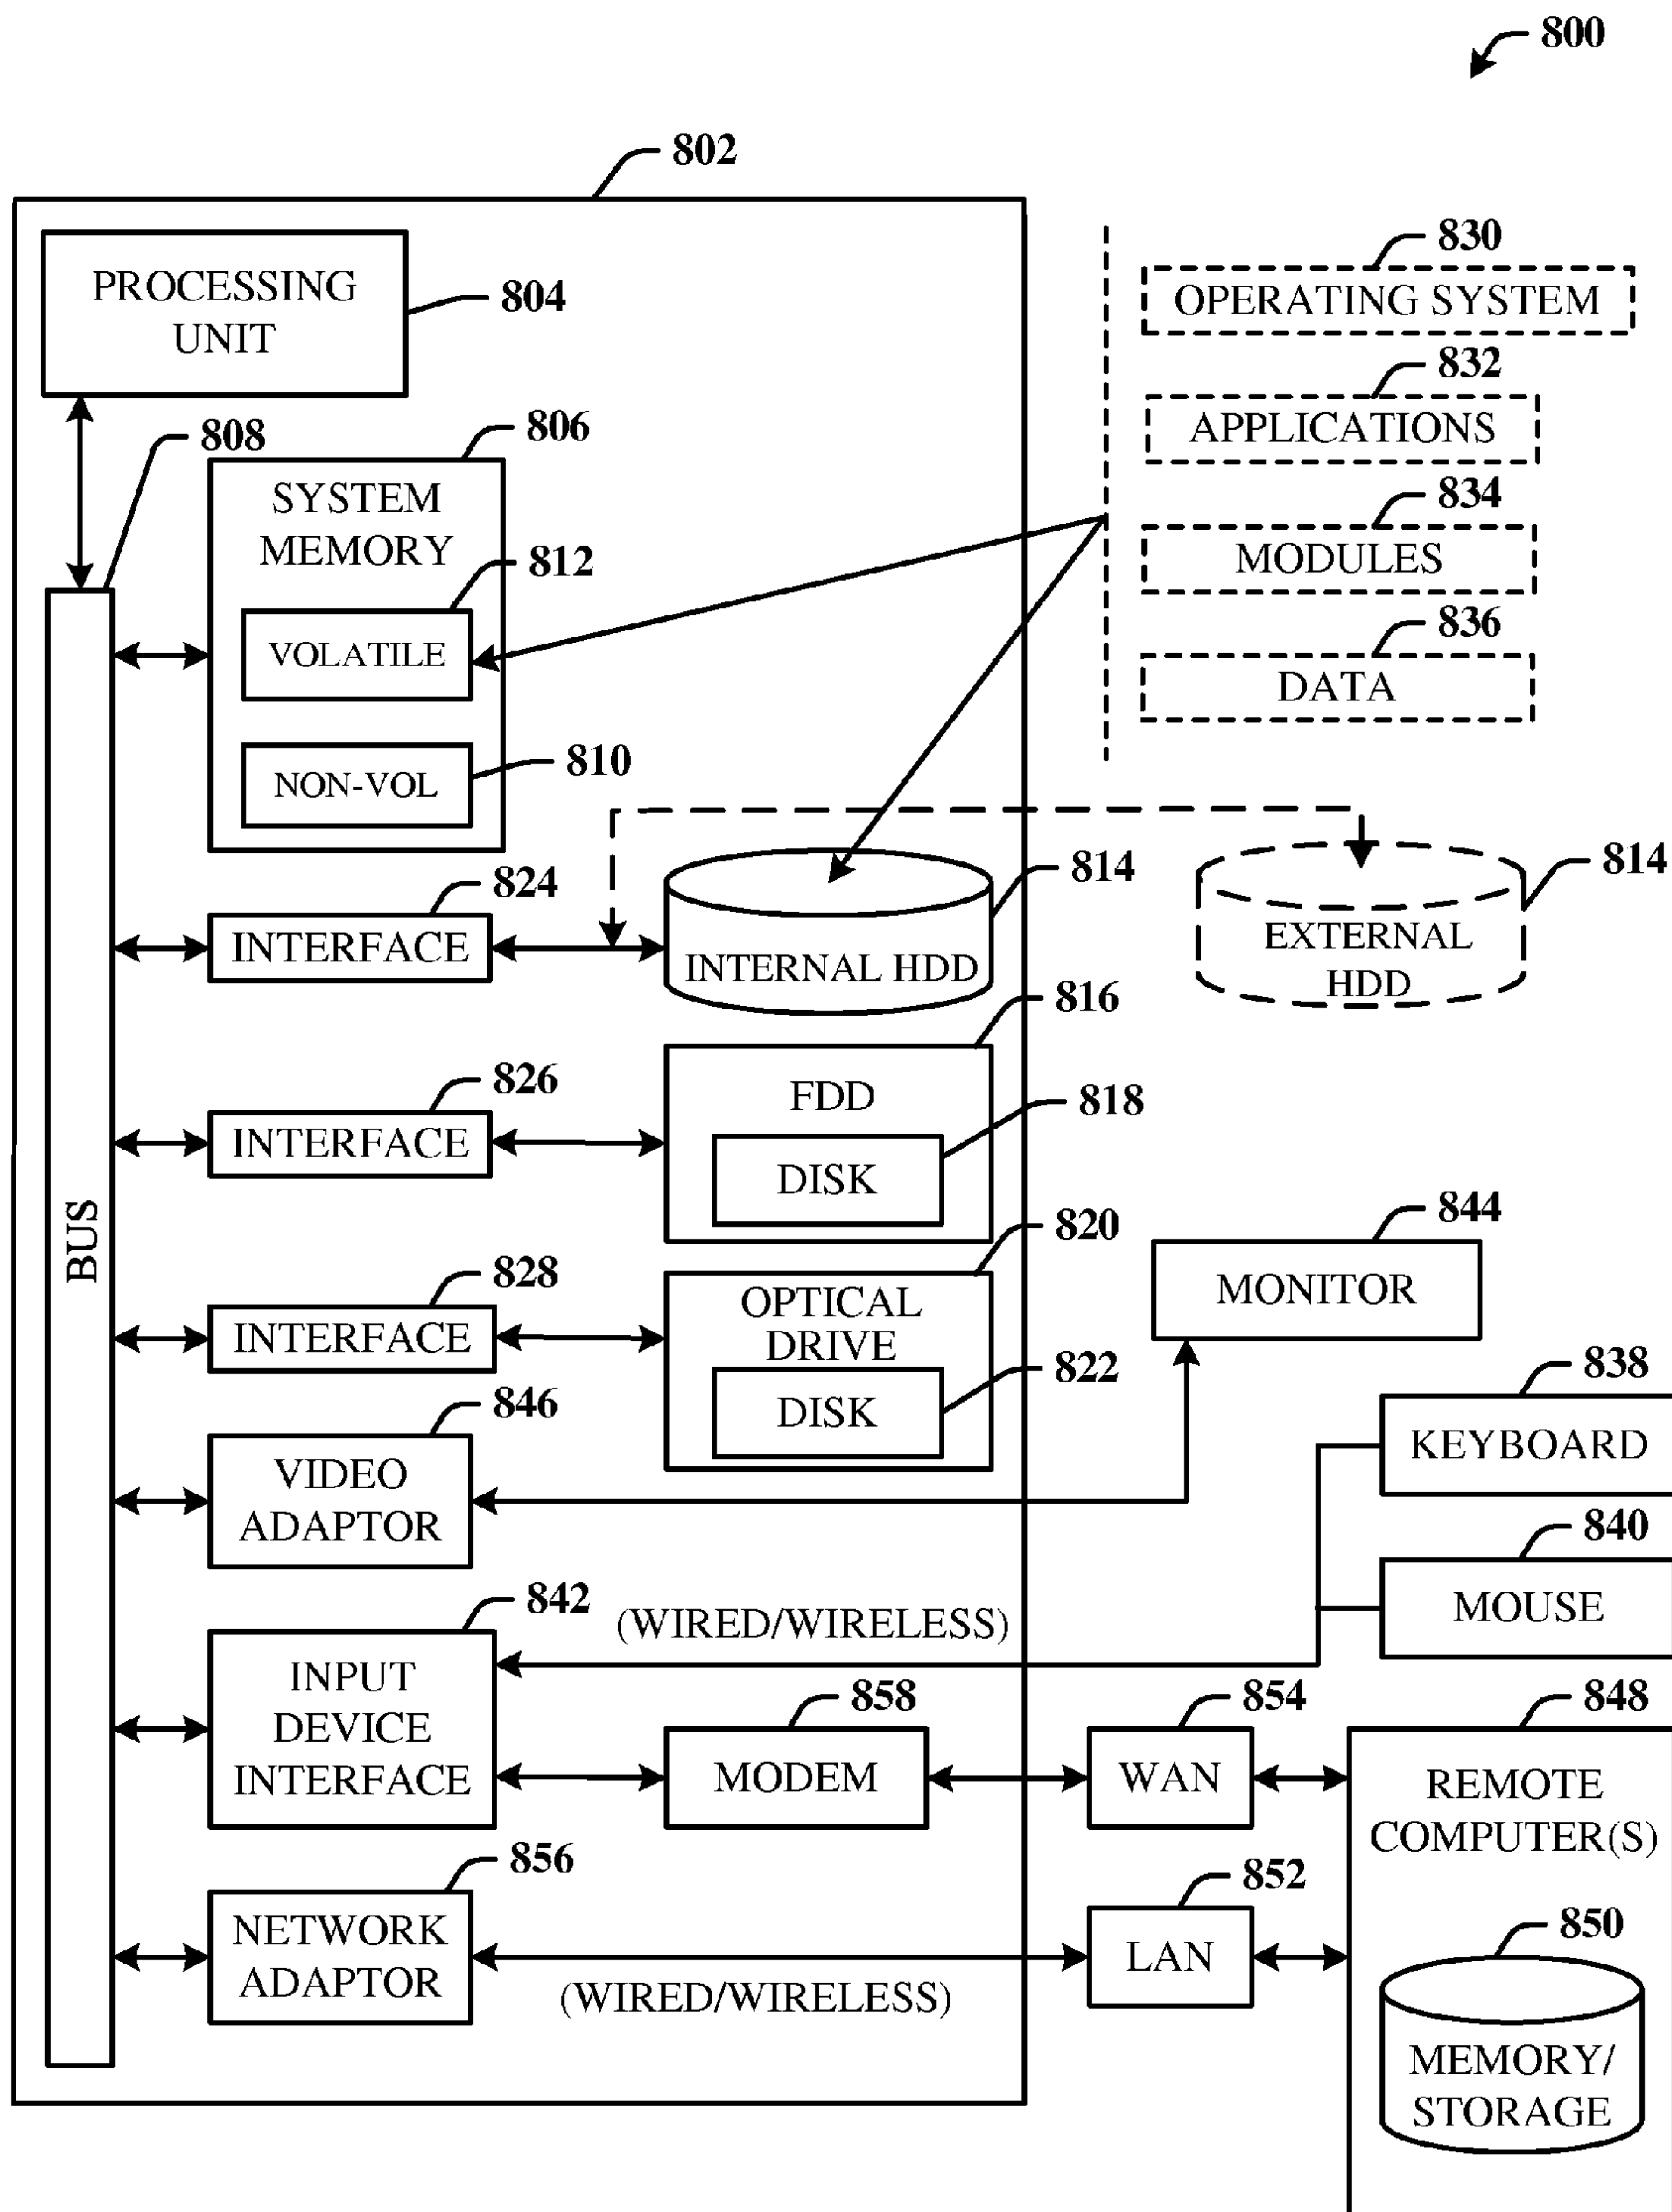 800
802
PROCESSING
UNIT
804
830
OPERATING SYSTEM
832
APPLICATIONS
834
MODULES
836
DATA
808
806
SYSTEM
MEMORY
812
VOLATILE
810
NON-VOL
824
INTERFACE
814
INTERNAL HDD
814
EXTERNAL
HDD
816
826
INTERFACE
FDD
818
DISK
BUS
820
828
INTERFACE
OPTICAL
DRIVE
822
DISK
844
MONITOR
846
VIDEO
ADAPTOR
838
KEYBOARD
840
MOUSE
842
(WIRED/WIRELESS)
INPUT
DEVICE
INTERFACE
858
MODEM
854
WAN
848
REMOTE
COMPUTER(S)
856
NETWORK
ADAPTOR
(WIRED/WIRELESS)
852
LAN
850
MEMORY/
STORAGE